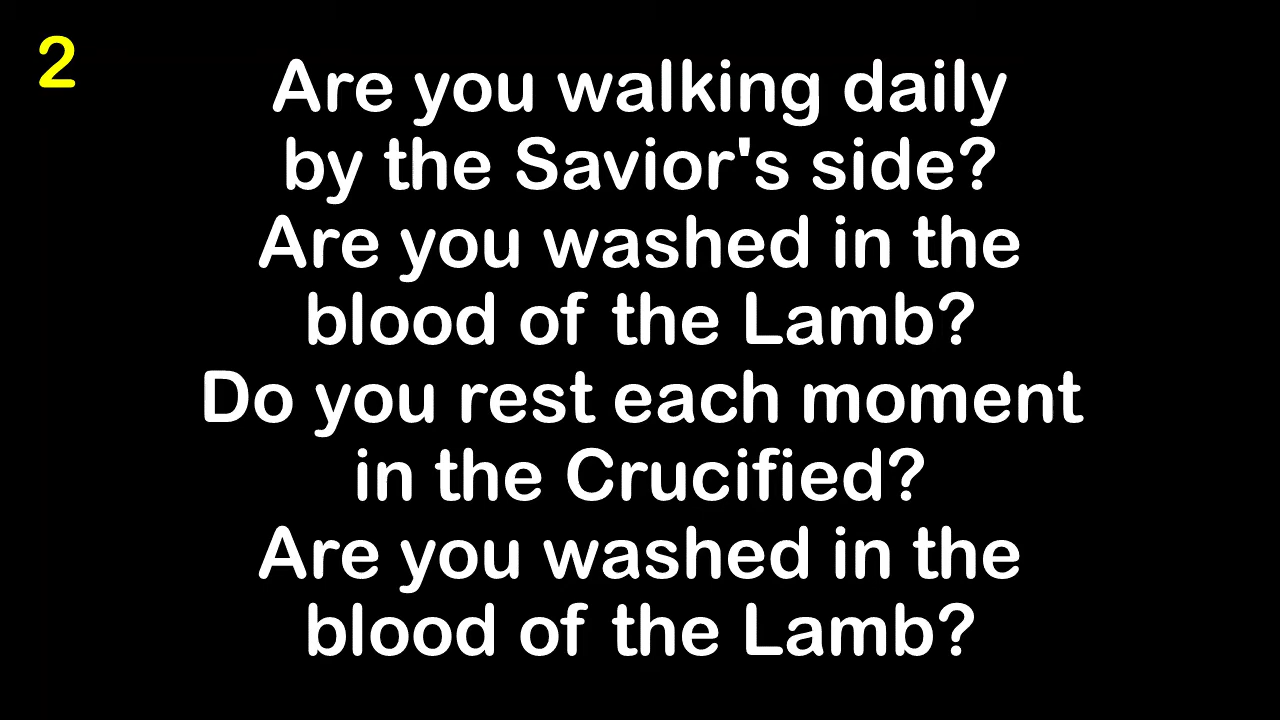 2
Are you walking daily
by the Savior's side?
Are you washed in the
blood of the Lamb?
Do you rest each moment
in the Crucified?
Are you washed in the
blood of the Lamb?